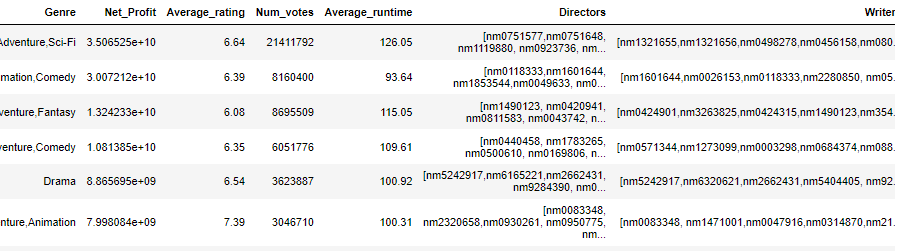 Genre Net_Profit Average_rating Num_votes Average_runtime Directors Writer
Adventure,Sci-Fi 3.506525e+10 6.64 21411792 126.05 [nm0751577,nm0751648, nm1119880, nm0923736, nm... [nm1321655,nm1321656,nm0498278,nm0456158,nm080.
mation,Comedy 3.007212e+10 6.39 8160400 93.64 [nm0118333,nm1601644, nm1853544,nm0049633, nm0... [nm1601644,nm0026153,nm0118333,nm2280850, nm05.
venture,Fantasy 1.324233e+10 6.08 8695509 115.05 [nm1490123, nm0420941, nm0811583, nm0043742, n... [nm0424901,nm3263825,nm0424315,nm1490123,nm354.
venture,Comedy 1.081385e+10 6.35 6051776 109.61 [nm0440458, nm1783265, nm0500610, nm0169806, n... [nm0571344,nm1273099,nm0003298,nm0684374,nm088.
Drama 8.865695e+09 6.54 3623887 100.92 [nm5242917,nm6165221,nm2662431, nm9284390, nm0... [nm5242917,nm6320621,nm2662431,nm5404405, nm92.
nture,Animation 7.998084e+09 7.39 3046710 100.31 [nm0083348, nm2320658,nm0930261, nm0950775, nm... [nm0083348, nm1471001,nm0047916,nm0314870,nm21.